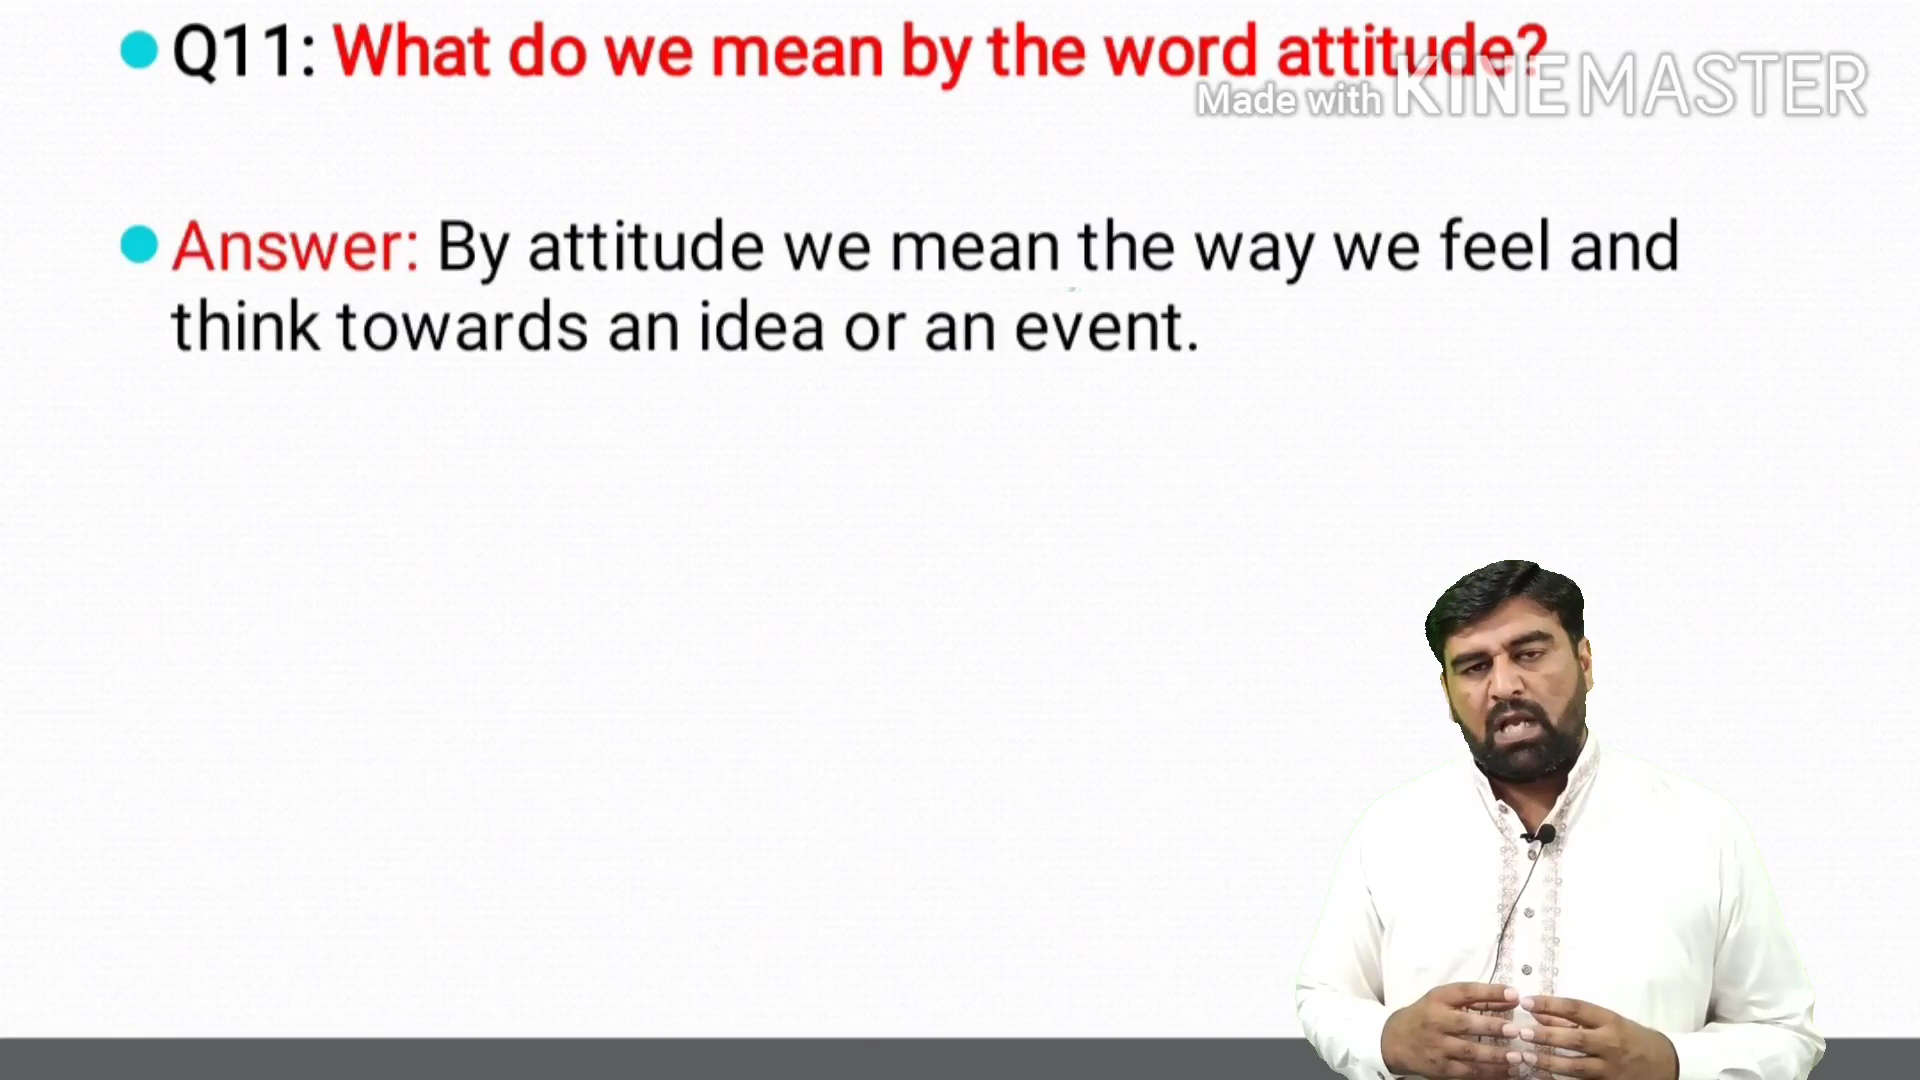 Q11: What do we mean by the word attitude?
Made with KINEMASTER
Answer: By attitude we mean the way we feel and
think towards an idea or an event.